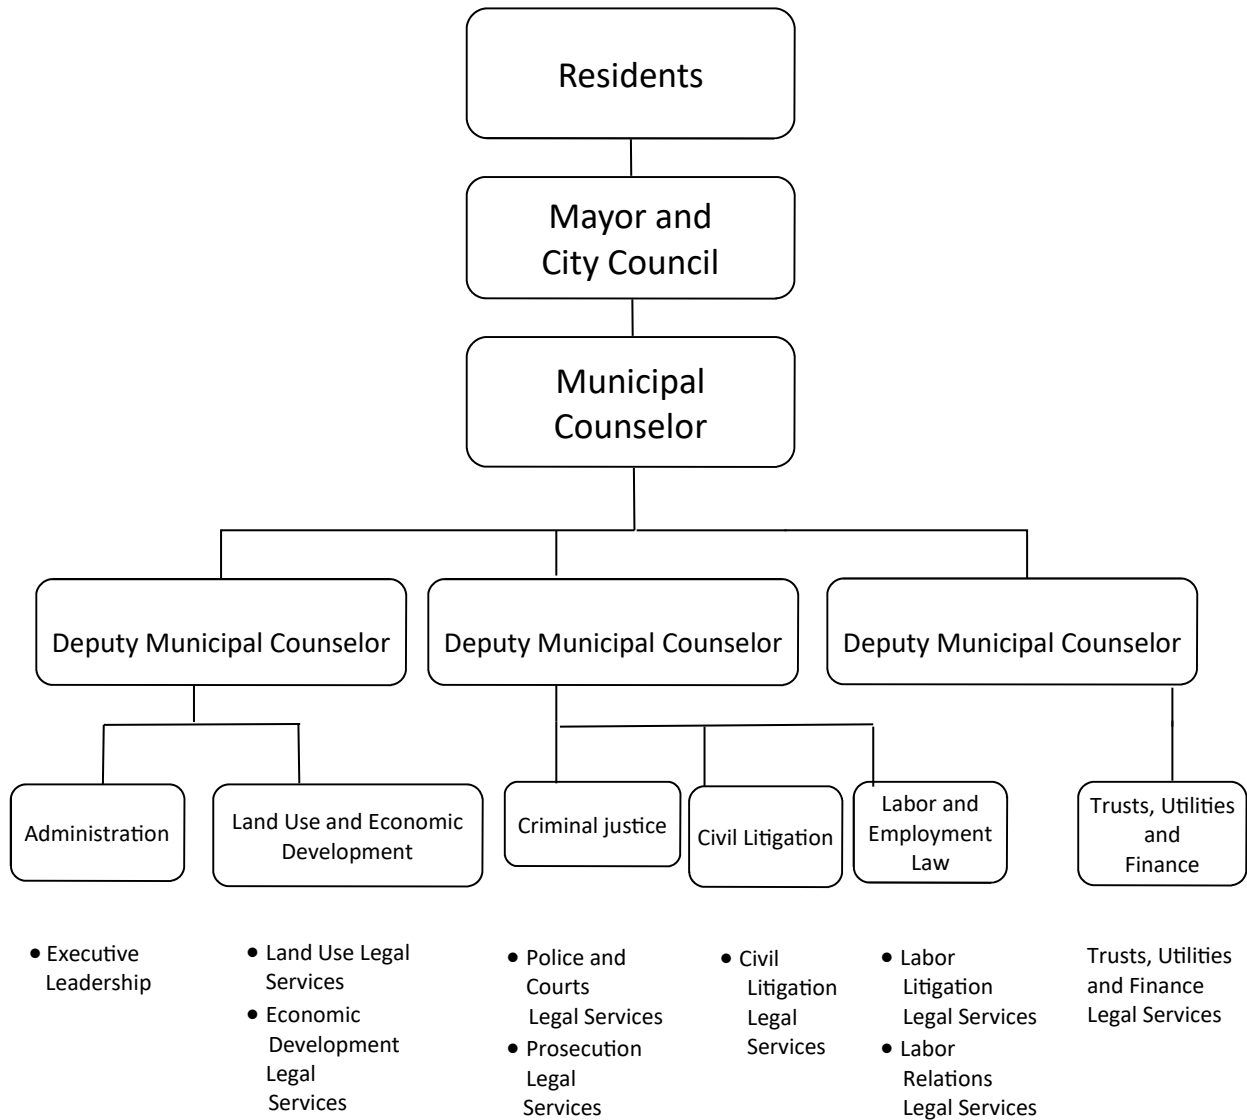 Residents
Mayor and
City Council
Municipal
Counselor
Deputy Municipal Counselor
Deputy Municipal Counselor
Deputy Municipal Counselor
Administration
Land Use and Economic
Development
Criminal justice
Civil Litigation
Labor and
Employment
Law
Trusts, Utilities
and
Finance
• Executive
Leadership
• Land Use Legal
Services
• Economic
Development
Legal
Services
• Police and
Courts
Legal Services
• Prosecution
Legal
Services
• Civil
Litigation
Legal
Services
• Labor
Litigation
Legal Services
• Labor
Relations
Legal Services
Trusts, Utilities
and Finance
Legal Services